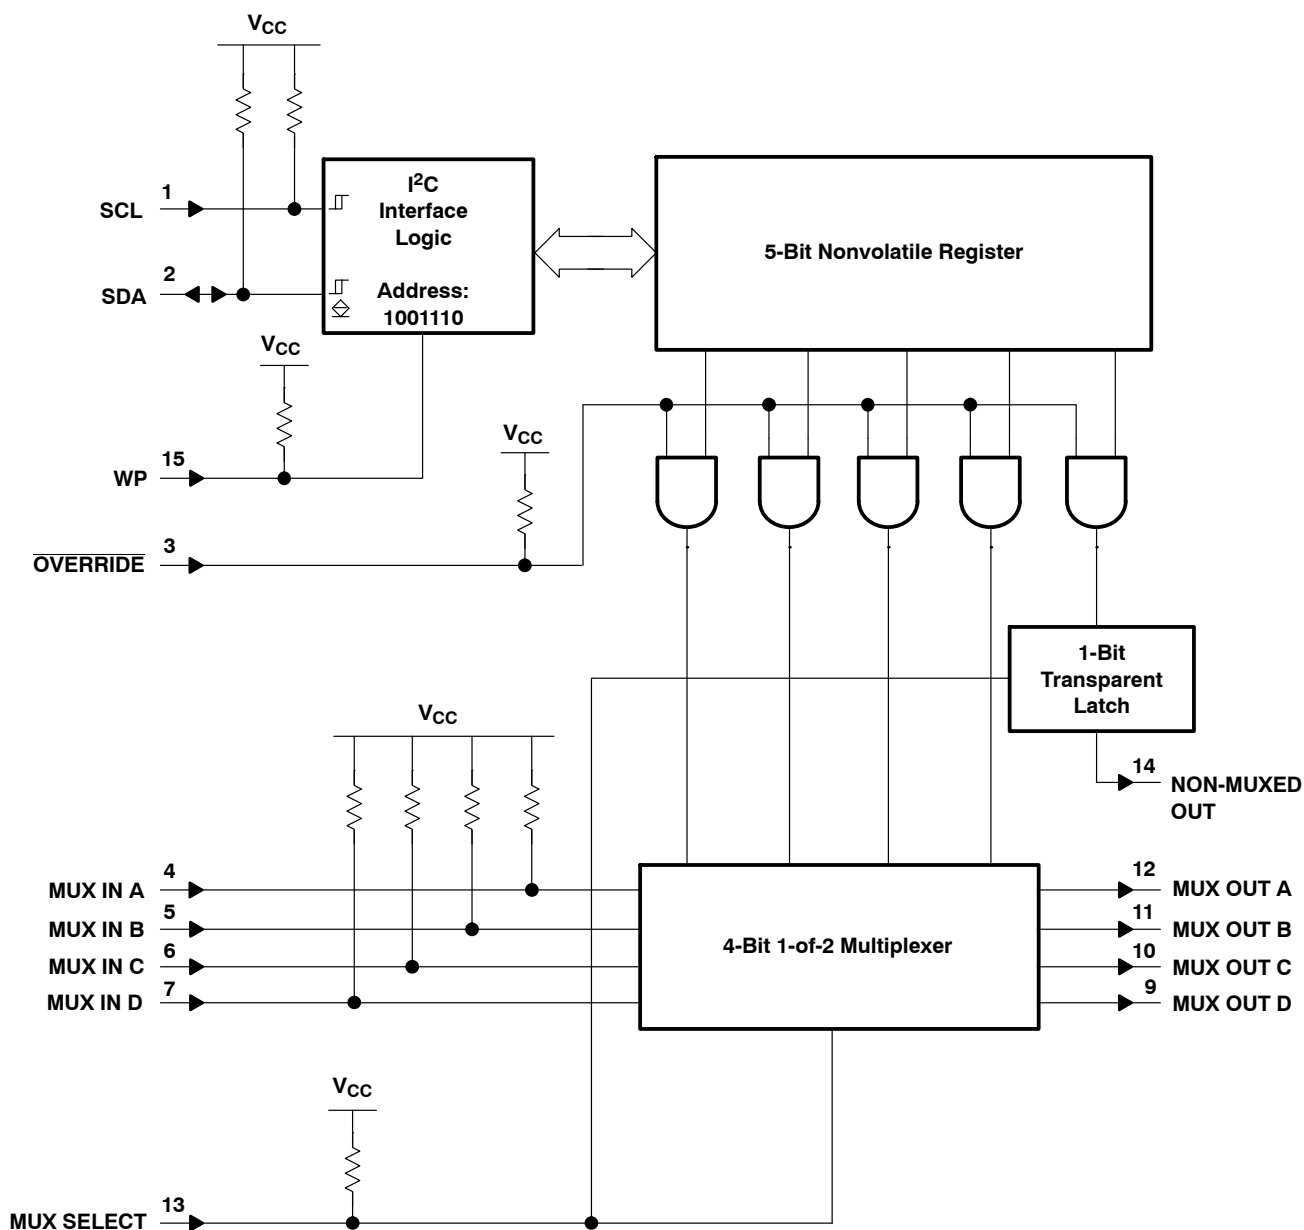 VCC
1
SCL
2
SDA
I2C
Interface
Logic
Address:
1001110
5-Bit Nonvolatile Register
VCC
15
WP
VCC
3
OVERRIDE
1-Bit
Transparent
Latch
14
NON-MUXED
OUT
VCC
4
MUX IN A
5
MUX IN B
6
MUX IN C
7
MUX IN D
4-Bit 1-of-2 Multiplexer
12
MUX OUT A
11
MUX OUT B
10
MUX OUT C
9
MUX OUT D
VCC
13
MUX SELECT